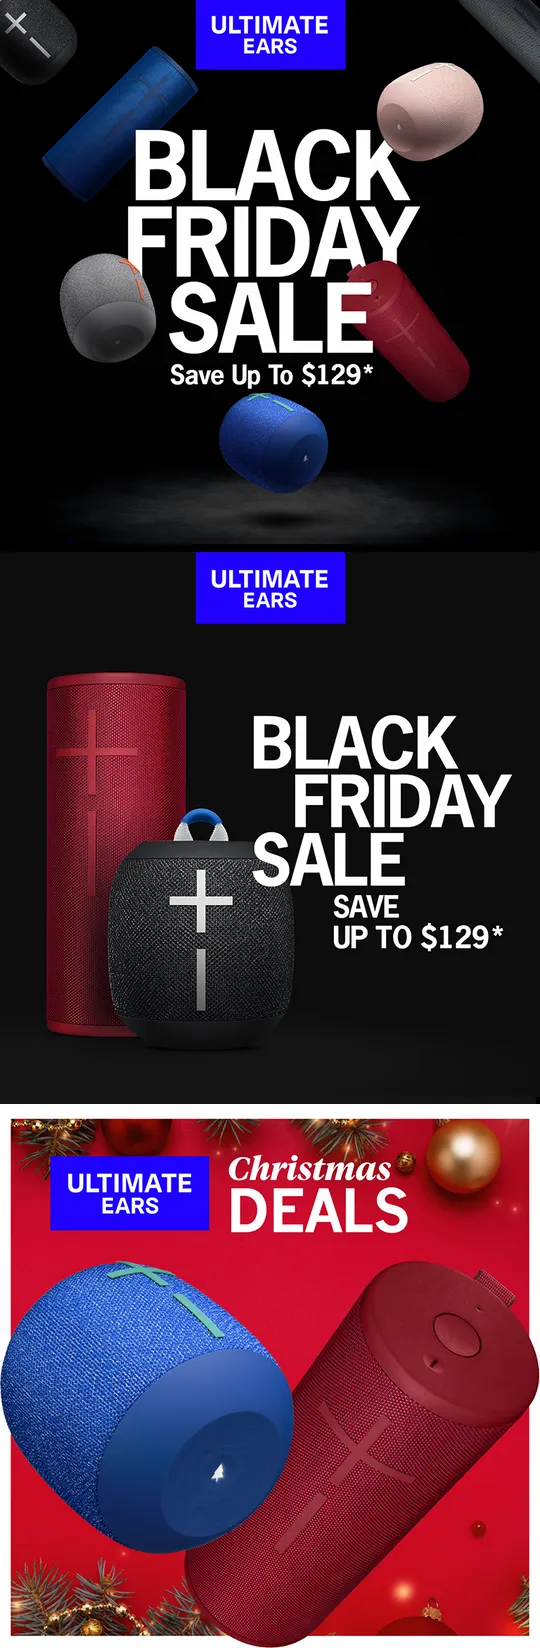 ULTIMATE
EARS
BLACK
FRIDAY
SALE
Save Up To $129*
ULTIMATE
EARS
BLACK
FRIDAY
SALE
SAVE
UP TO $129*
ULTIMATE
EARS
Christmas
DEALS